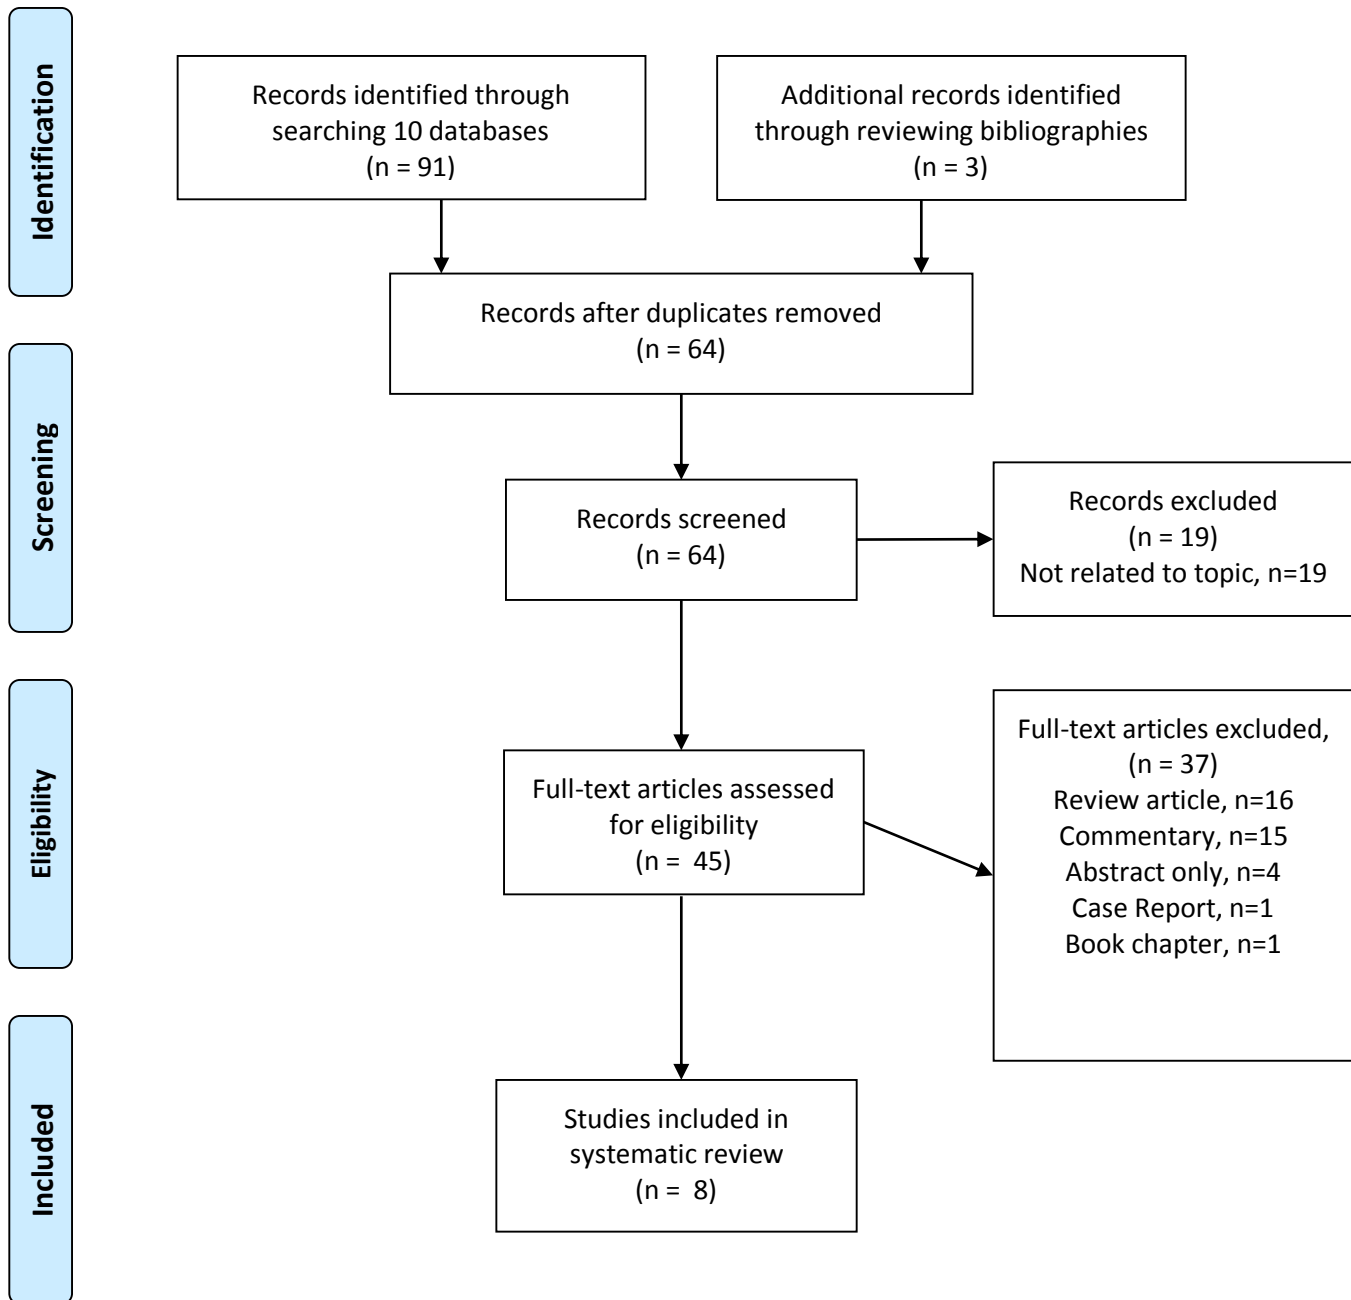 Identification
Records identified through
searching 10 databases
(n = 91)
Additional records identified
through reviewing bibliographies
(n = 3)
Records after duplicates removed
(n = 64)
Screening
Records screened
(n = 64)
Records excluded
(n = 19)
Not related to topic, n=19
Eligibility
Full-text articles assessed
for eligibility
(n =  45)
Full-text articles excluded,
(n = 37)
Review article, n=16
Commentary, n=15
Abstract only, n=4
Case Report, n=1
Book chapter, n=1
Included
Studies included in
systematic review
(n =  8)